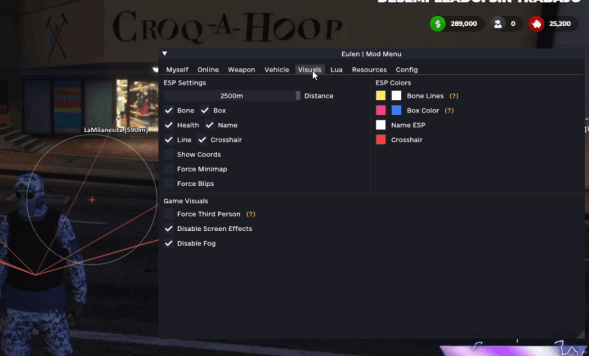 DESEMPLEADO/SIN TRABAJO
CROQ-A-HOOP
$ 289,000 0 25,200
Eulen | Mod Menu
Myself Online Weapon Vehicle Visuals Lua Resources Config
ESP Settings
2500m Distance
Bone Box
Health Name
Line Crosshair
Show Coords
Force Minimap
Force Blips
ESP Colors
Bone Lines (?)
Box Color (?)
Name ESP
Crosshair
Game Visuals
Force Third Person (?)
Disable Screen Effects
Disable Fog